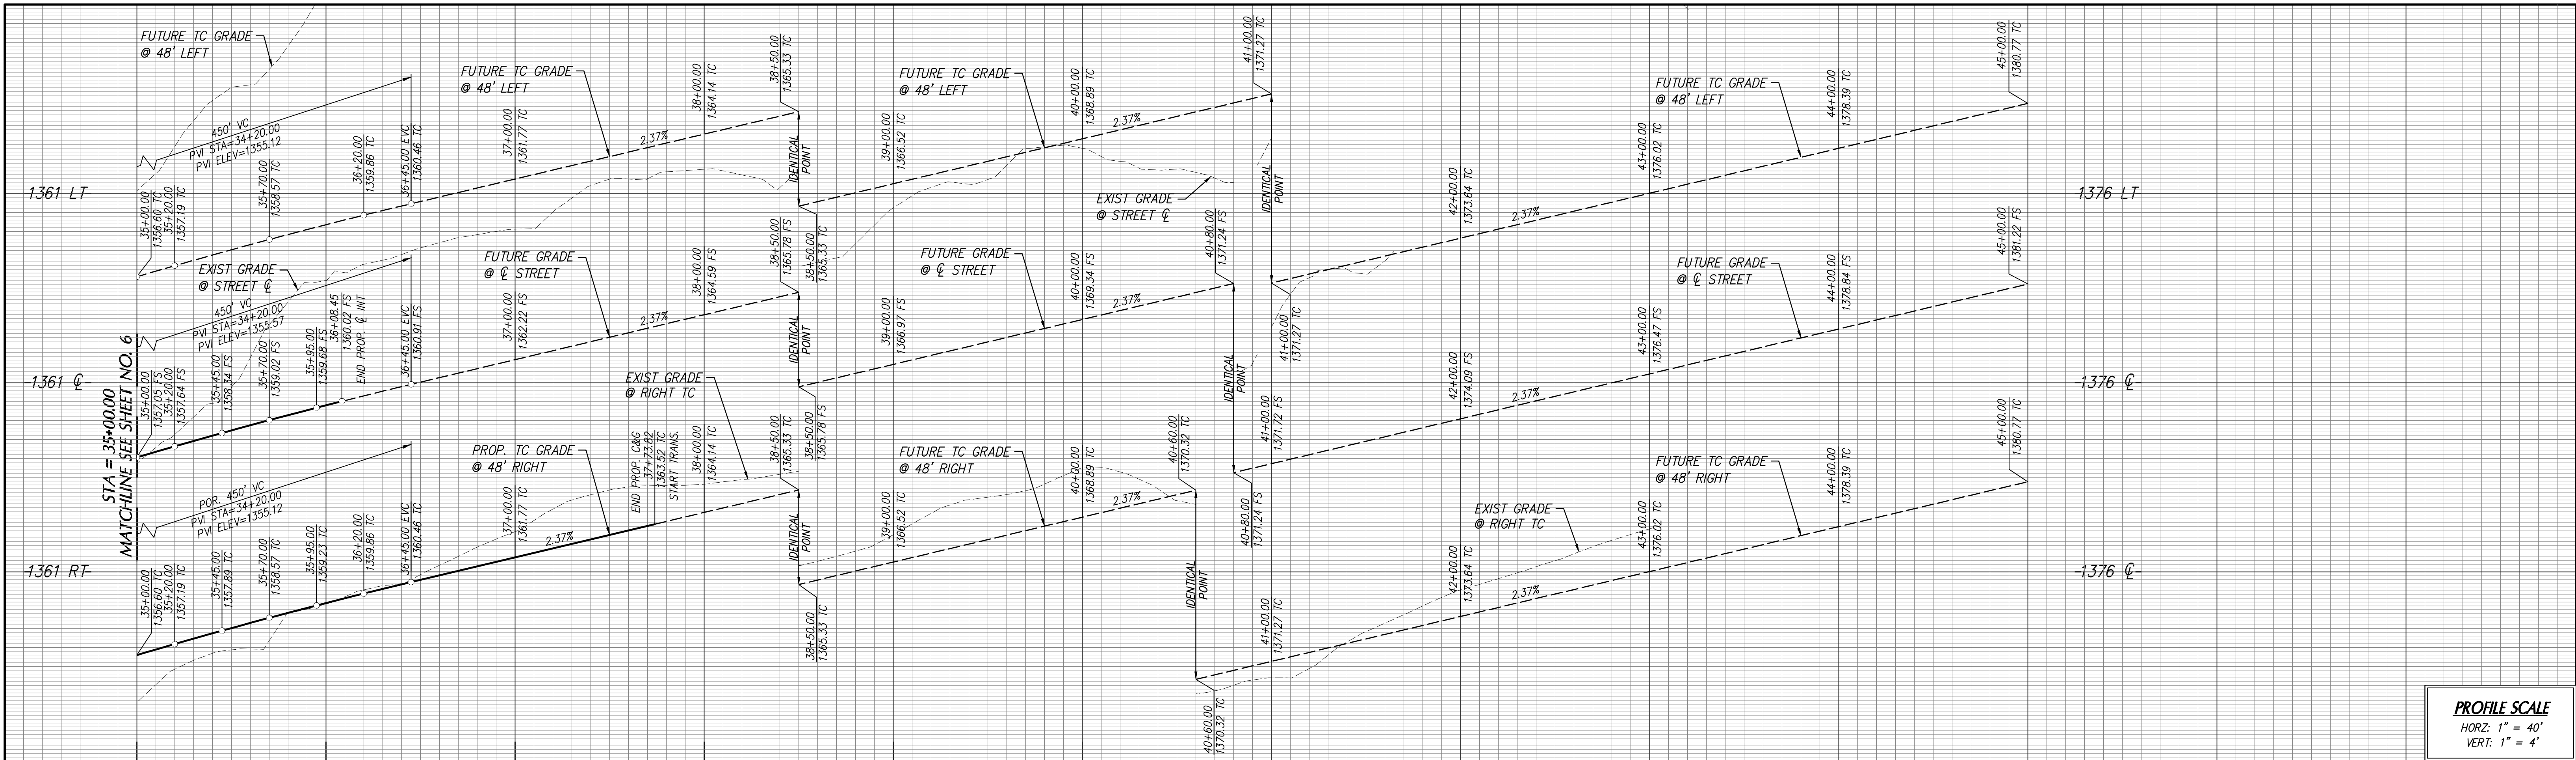 FUTURE TC GRADE
@ 48' LEFT
450' VC
PVI STA=34+20.00
PVI ELEV=1355.12
-1361 LT-
35+00.00
1356.60 TC
35+20.00
1357.19 TC
35+70.00
1358.57 TC
36+20.00
1359.86 TC
36+45.00 EVC
1360.46 TC
FUTURE TC GRADE
@ 48' LEFT
37+00.00
1361.77 TC
2.37%
38+00.00
1364.14 TC
38+50.00
1365.33 TC
IDENTICAL
POINT
38+50.00
1365.33 TC
FUTURE TC GRADE
@ 48' LEFT
39+00.00
1366.52 TC
40+00.00
1368.89 TC
2.37%
41+00.00
1371.27 TC
IDENTICAL
POINT
EXIST GRADE
@ STREET ℄
41+00.00
1371.27 TC
42+00.00
1373.64 TC
2.37%
43+00.00
1376.02 TC
FUTURE TC GRADE
@ 48' LEFT
44+00.00
1378.39 TC
45+00.00
1380.77 TC
-1376 LT
STA = 35+00.00
MATCHLINE SEE SHEET NO. 6
EXIST GRADE
@ STREET ℄
450' VC
PVI STA=34+20.00
PVI ELEV=1355.57
-1361 ℄-
35+00.00
1357.05 FS
35+20.00
1357.64 FS
35+45.00
1358.34 FS
35+70.00
1359.02 FS
35+95.00
1359.68 FS
36+08.45
1360.02 FS
END PROP. ℄ INT
36+45.00 EVC
1360.91 FS
FUTURE GRADE
@ ℄ STREET
37+00.00
1362.22 FS
2.37%
38+00.00
1364.59 FS
38+50.00
1365.78 FS
IDENTICAL
POINT
38+50.00
1365.78 FS
FUTURE GRADE
@ ℄ STREET
39+00.00
1366.97 FS
40+00.00
1369.34 FS
2.37%
40+80.00
1371.24 FS
IDENTICAL
POINT
40+80.00
1371.24 FS
41+00.00
1371.72 FS
42+00.00
1374.09 FS
2.37%
43+00.00
1376.47 FS
FUTURE GRADE
@ ℄ STREET
44+00.00
1378.84 FS
45+00.00
1381.22 FS
-1376 ℄
POR. 450' VC
PVI STA=34+20.00
PVI ELEV=1355.12
-1361 RT-
35+00.00
1356.60 TC
35+20.00
1357.19 TC
35+45.00
1357.89 TC
35+70.00
1358.57 TC
35+95.00
1359.23 TC
36+20.00
1359.86 TC
36+45.00 EVC
1360.46 TC
PROP. TC GRADE
@ 48' RIGHT
37+00.00
1361.77 TC
2.37%
END PROP. C&G
37+73.82
1363.52 TC
START TRANS.
EXIST GRADE
@ RIGHT TC
38+00.00
1364.14 TC
38+50.00
1365.33 TC
IDENTICAL
POINT
38+50.00
1365.33 TC
FUTURE TC GRADE
@ 48' RIGHT
39+00.00
1366.52 TC
40+00.00
1368.89 TC
2.37%
40+60.00
1370.32 TC
IDENTICAL
POINT
40+60.00
1370.32 TC
41+00.00
1371.27 TC
EXIST GRADE
@ RIGHT TC
42+00.00
1373.64 TC
2.37%
43+00.00
1376.02 TC
FUTURE TC GRADE
@ 48' RIGHT
44+00.00
1378.39 TC
45+00.00
1380.77 TC
-1376 ℄
PROFILE SCALE
HORZ: 1" = 40'
VERT: 1" = 4'